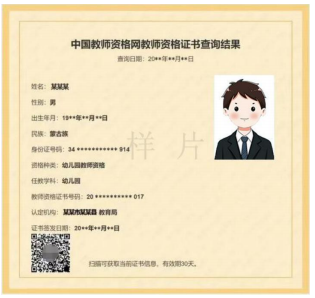 中国教师资格网教师资格证书查询结果
查询日期：20**年**月**日
姓名：某某某
性别：男
出生年月：19**年**月**日
民族：蒙古族
身份证号码：34 *********** 914
样 片
资格种类：幼儿园教师资格
任教学科：幼儿园
教师资格证书号码：20 ********** 017
认定机构：某某市某某县 教育局
证书签发日期：20**年**月**日
扫描可获取当前证书信息，有效期30天。